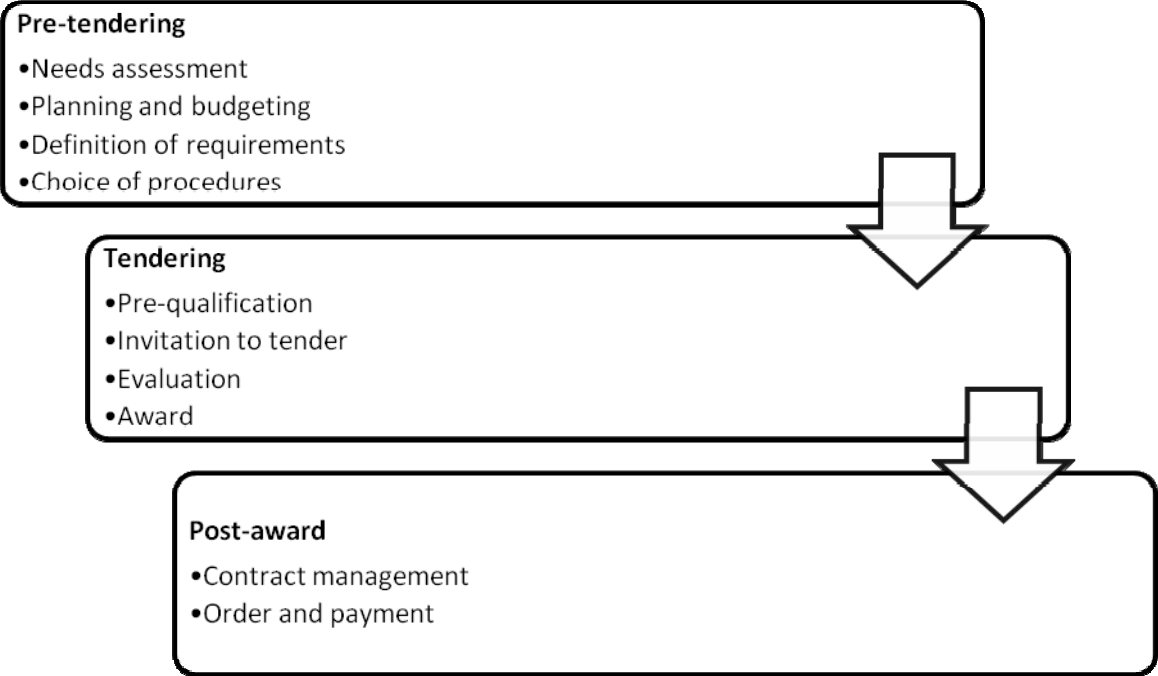 Pre-tendering
•Needs assessment
•Planning and budgeting
•Definition of requirements
•Choice of procedures
Tendering
•Pre-qualification
•Invitation to tender
•Evaluation
•Award
Post-award
•Contract management
•Order and payment